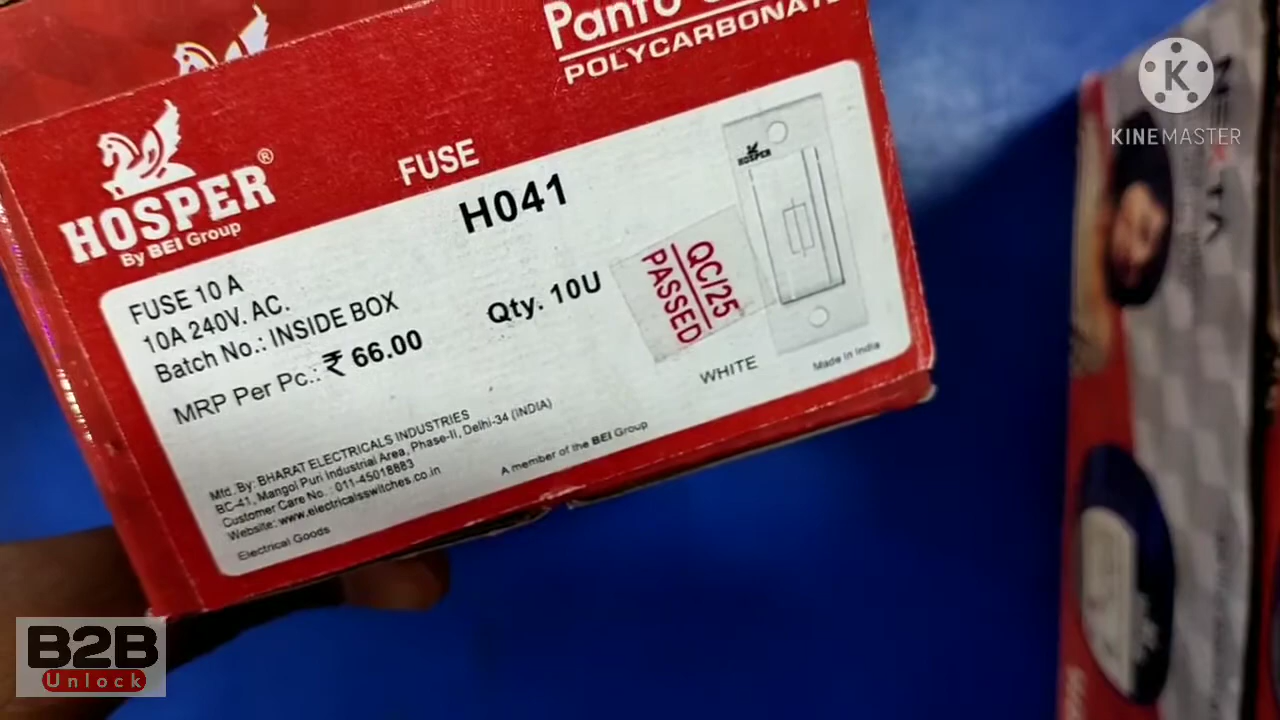 POLYCARBONATE
HOSPER®
By BEI Group
FUSE
H041
FUSE 10 A
10A 240V. AC.
Batch No.: INSIDE BOX
MRP Per Pc.: ₹ 66.00
Qty. 10U
QC/25
PASSED
HOSPER
WHITE
Made In India
Mfd. By: BHARAT ELECTRICALS INDUSTRIES
BC-41, Mangol Puri Industrial Area, Phase-II, Delhi-34 (INDIA)
Customer Care No. : 011-45018883
Website: www.electricalsswitches.co.in
A member of the BEI Group
Electrical Goods
K
KINEMASTER
B2B
Unlock